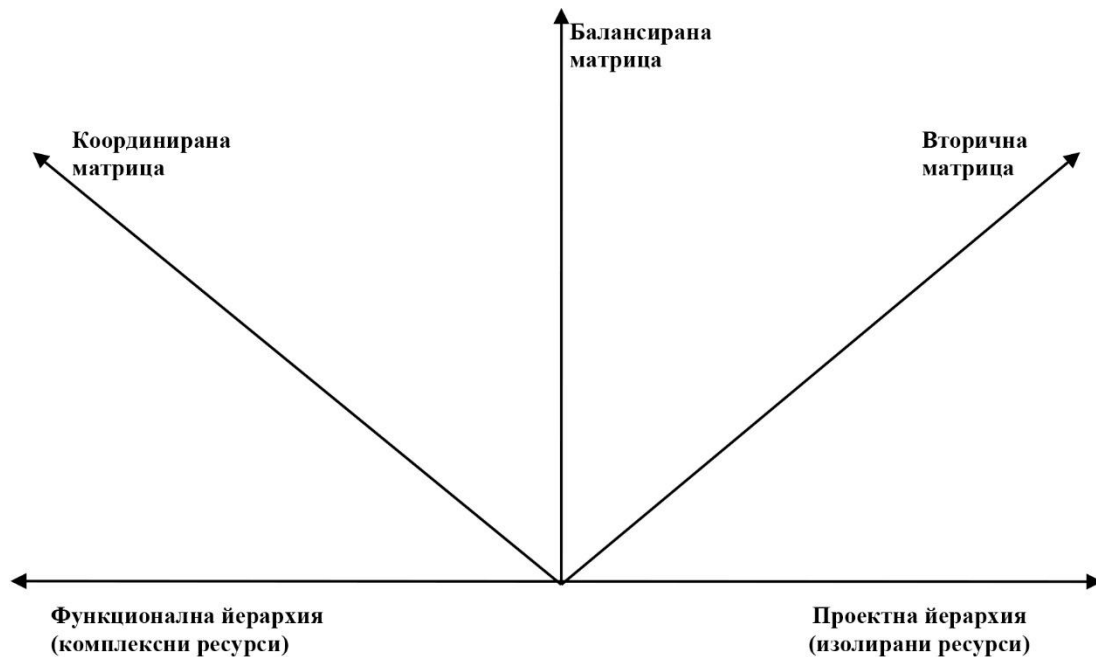 Балансирана
матрица
Координирана
матрица
Вторична
матрица
Функционална йерархия
(комплексни ресурси)
Проектна йерархия
(изолирани ресурси)